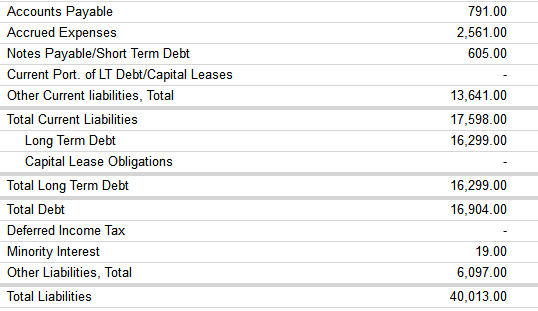 Accounts Payable 791.00
Accrued Expenses 2,561.00
Notes Payable/Short Term Debt 605.00
Current Port. of LT Debt/Capital Leases -
Other Current liabilities, Total 13,641.00
Total Current Liabilities 17,598.00
Long Term Debt 16,299.00
Capital Lease Obligations -
Total Long Term Debt 16,299.00
Total Debt 16,904.00
Deferred Income Tax -
Minority Interest 19.00
Other Liabilities, Total 6,097.00
Total Liabilities 40,013.00